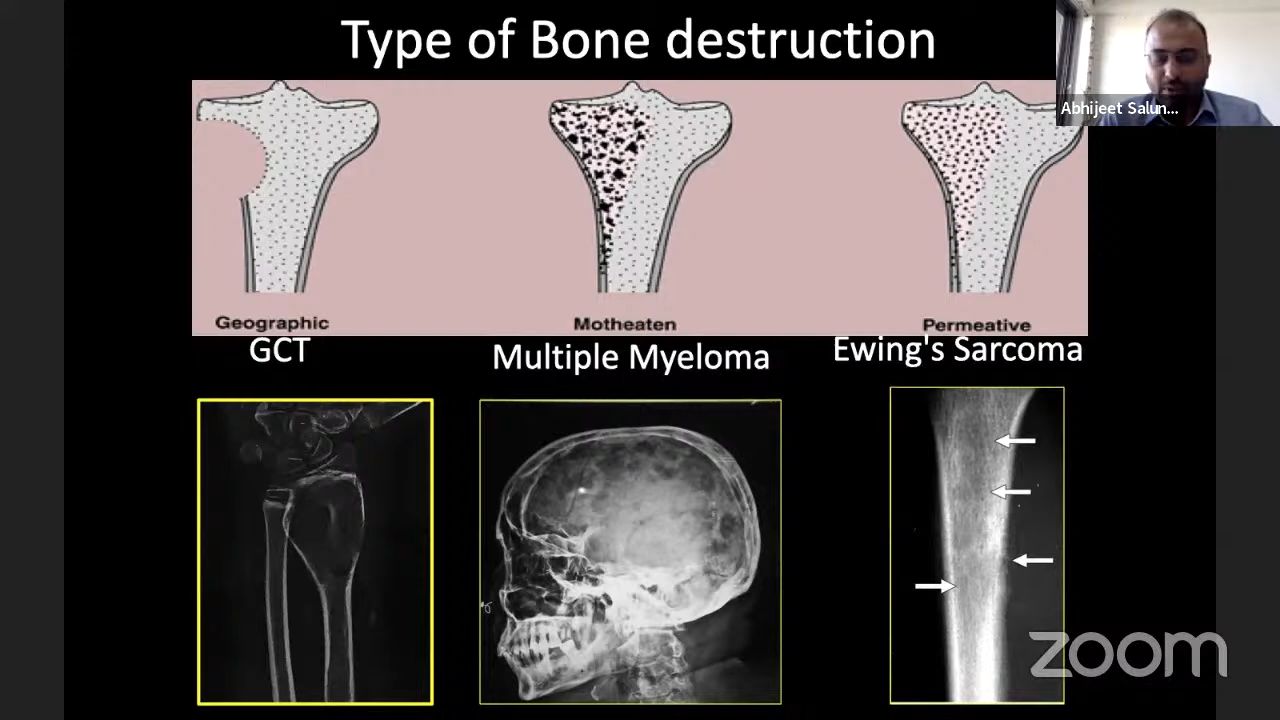 Type of Bone destruction
Abhijeet Salun...
Geographic
Motheaten
Permeative
GCT
Multiple Myeloma
Ewing's Sarcoma
zoom